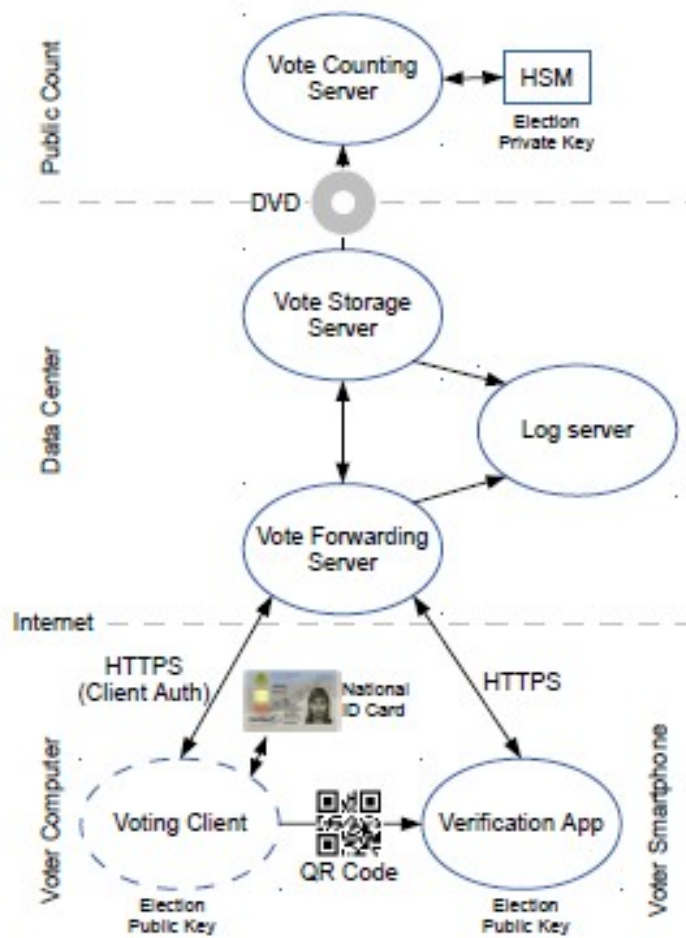 Public Count
Vote Counting
Server
HSM
Election
Private Key
DVD
Data Center
Vote Storage
Server
Log server
Vote Forwarding
Server
Internet
HTTPS
(Client Auth)
National
ID Card
HTTPS
Voter Computer
Voting Client
QR Code
Verification App
Voter Smartphone
Election
Public Key
Election
Public Key